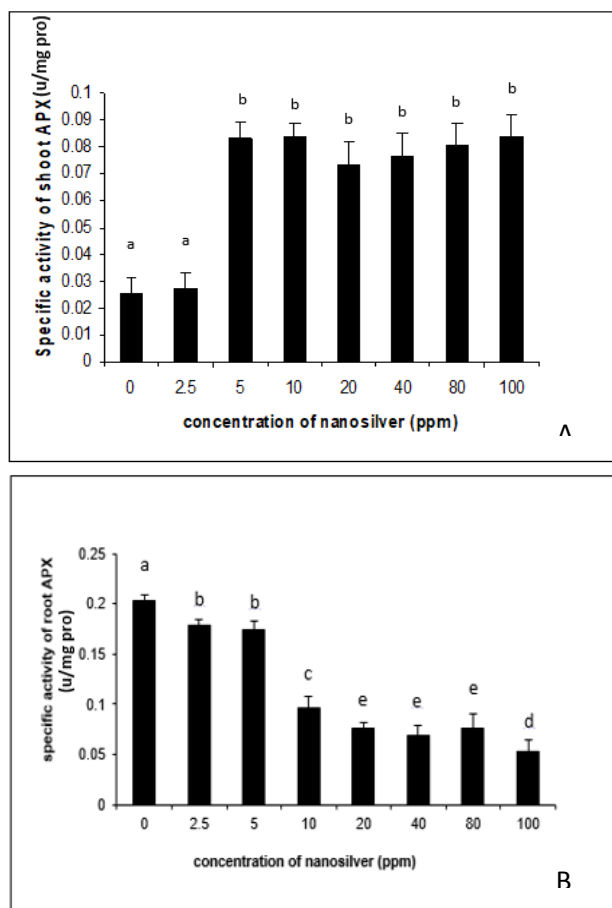 Specific activity of shoot APX(u/mg pro)
0.1
0.09
0.08
0.07
0.06
0.05
0.04
0.03
0.02
0.01
0
a a b b b b b b
0 2.5 5 10 20 40 80 100
concentration of nanosilver (ppm)
A
specific activity of root APX
(u/mg pro)
0.25
0.2
0.15
0.1
0.05
0
a b b c e e e d
0 2.5 5 10 20 40 80 100
concentration of nanosilver (ppm)
B